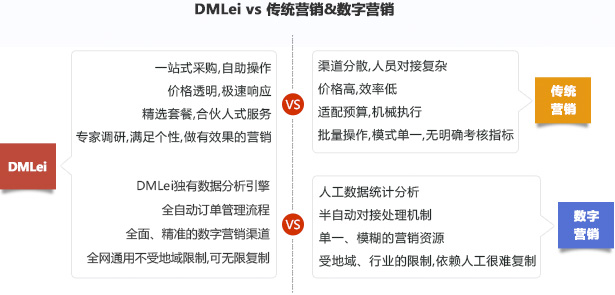 DMLei vs 传统营销&数字营销
DMLei
一站式采购,自助操作
价格透明,极速响应
精选套餐,合伙人式服务
专家调研,满足个性,做有效果的营销
VS
渠道分散,人员对接复杂
价格高,效率低
适配预算,机械执行
批量操作,模式单一,无明确考核指标
传统
营销
DMLei独有数据分析引擎
全自动订单管理流程
全面、精准的数字营销渠道
全网通用不受地域限制,可无限复制
VS
人工数据统计分析
半自动对接处理机制
单一、模糊的营销资源
受地域、行业的限制,依赖人工很难复制
数字
营销